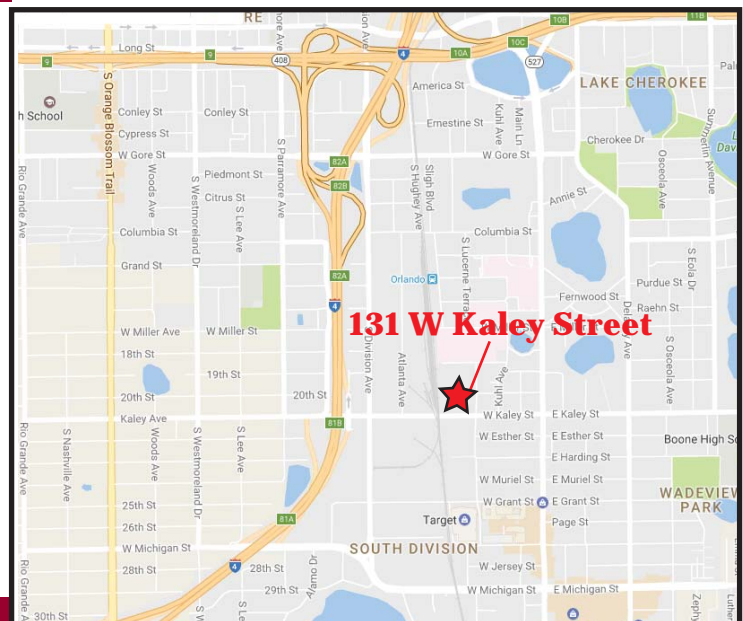 RE
10B
11B
Long St
4
10A
10C
9
9
408
527
S Orange Blossom Trail
America St
LAKE CHEROKEE
h School
Conley St
Conley St
Ernestine St
Kuhl Ave
Main Ln
Summerlin Avenue
Cypress St
Cherokee Dr
W Gore St
W Gore St
S Parramore Ave
82A
82B
Rio Grande Ave
Woods Ave
S Westmoreland Dr
Piedmont St
Citrus St
S Lee Ave
S Hughey Ave
Sligh Blvd
Osceola Ave
Annie St
Columbia St
Columbia St
Grand St
82A
Orlando
S Eola Dr
Purdue St
Fernwood St
Raehn St
4
131 W Kaley Street
W Miller Ave
W Miller St
18th St
Division Ave
Atlanta Ave
S Osceola Ave
19th St
20th St
20th St
Kuhl Ave
Kaley Ave
81B
W Kaley St
E Kaley St
Rio Grande Ave
S Nashville Ave
Woods Ave
S Westmoreland Dr
S Lee Ave
W Esther St
E Esther St
Boone High Sc
E Harding St
W Muriel St
E Muriel St
WADEVIEW
PARK
25th St
W Grant St
E Grant St
26th St
81A
Target
Page St
W Michigan St
SOUTH DIVISION
28th St
4
28th St
W Jersey St
29th St
Alamo Dr
W Michigan St
E Michigan St
Rio Grande A
30th St
S W
S Le
Zeph
Luther